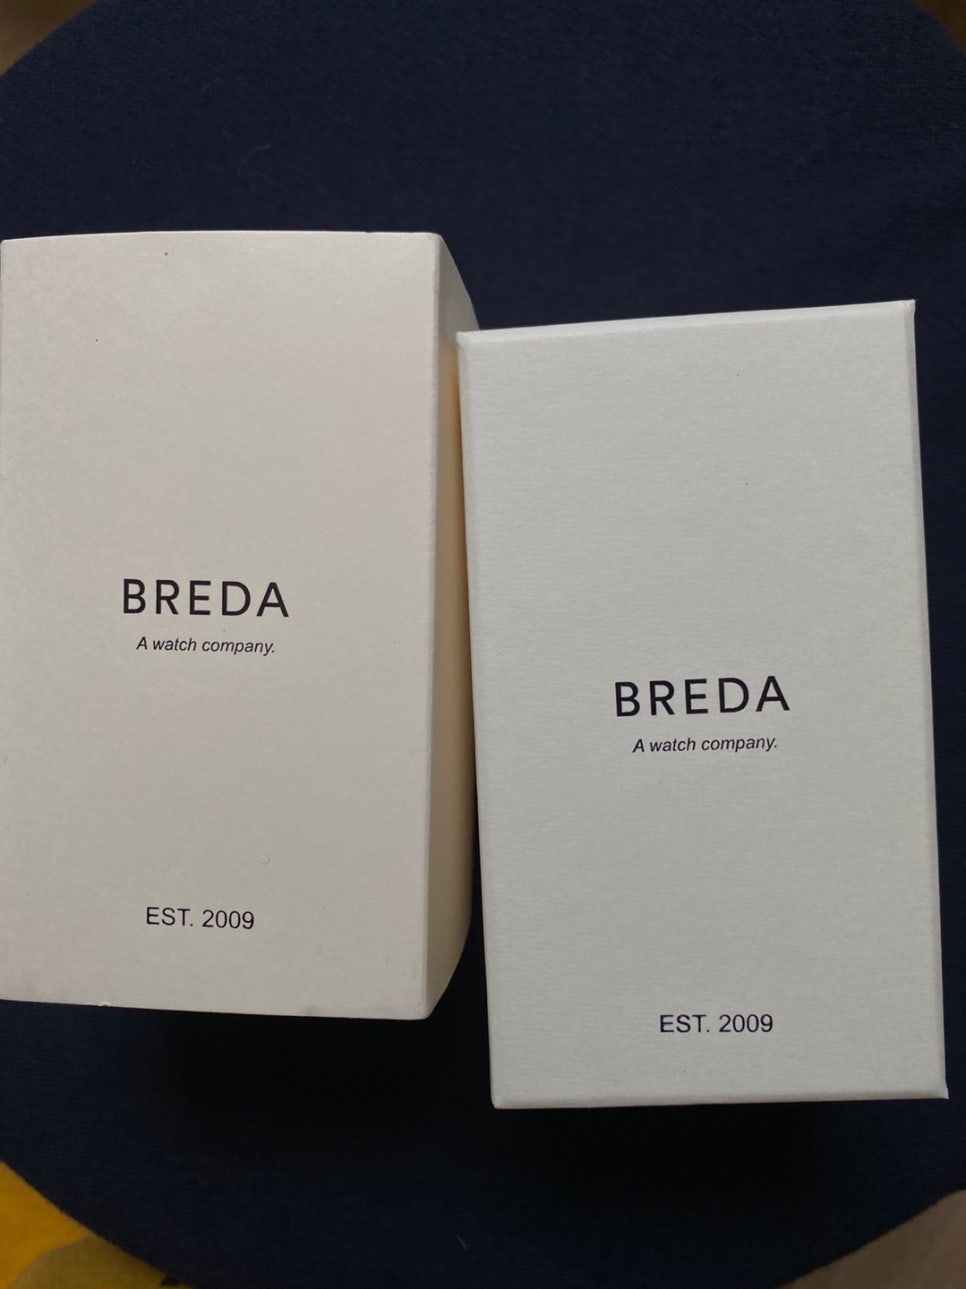 BREDA
A watch company.
EST. 2009
BREDA
A watch company.
EST. 2009